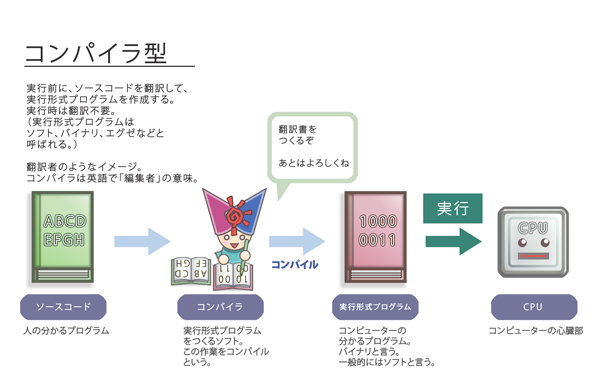 コンパイラ型
実行前に、ソースコードを翻訳して、
実行形式プログラムを作成する。
実行時は翻訳不要。
（実行形式プログラムは
ソフト、バイナリ、エグゼなどと
呼ばれる。）
翻訳者のようなイメージ。
コンパイラは英語で「編集者」の意味。
翻訳書を
つくるぞ
あとはよろしくね
ABCD
EFGH
ABCD
EFGH
1000
0011
コンパイル
1000
0011
実行
CPU
ソースコード
コンパイラ
実行形式プログラム
CPU
人の分かるプログラム
実行形式プログラム
をつくるソフト。
この作業をコンパイル
という。
コンピューターの
分かるプログラム。
バイナリと言う。
一般的にはソフトと言う。
コンピューターの心臓部